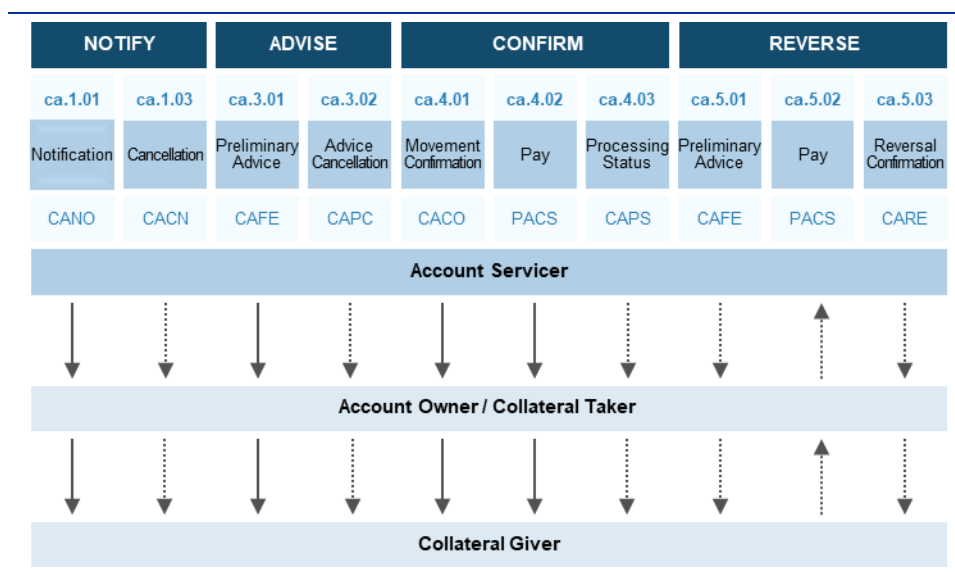 NOTIFY ADVISE CONFIRM REVERSE
ca.1.01 ca.1.03 ca.3.01 ca.3.02 ca.4.01 ca.4.02 ca.4.03 ca.5.01 ca.5.02 ca.5.03
Notification Cancellation Preliminary Advice Advice Cancellation Movement Confirmation Pay Processing Status Preliminary Advice Pay Reversal Confirmation
CANO CACN CAFE CAPC CACO PACS CAPS CAFE PACS CARE
Account Servicer
Account Owner / Collateral Taker
Collateral Giver